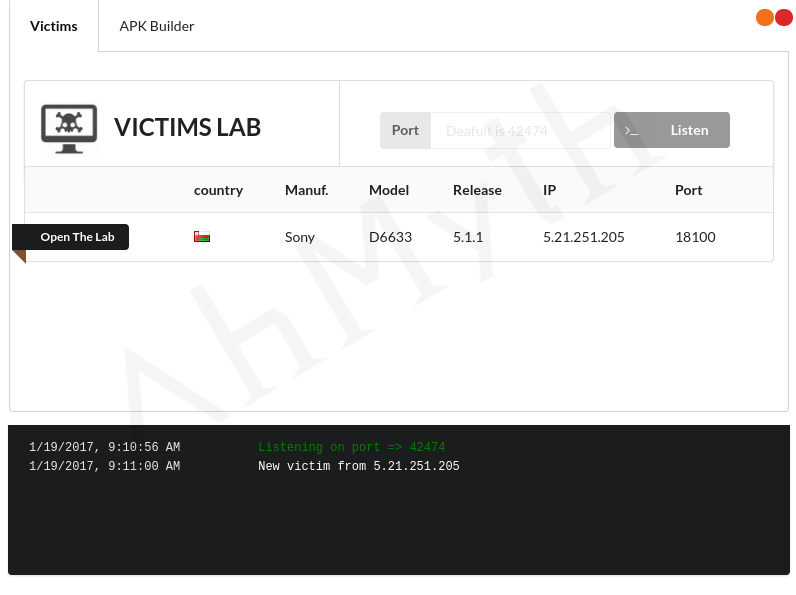 Victims APK Builder
VICTIMS LAB
Port Deafult is 42474 >_ Listen
country Manuf. Model Release IP Port
Open The Lab Sony D6633 5.1.1 5.21.251.205 18100
AhMyth
1/19/2017, 9:10:56 AM Listening on port => 42474
1/19/2017, 9:11:00 AM New victim from 5.21.251.205